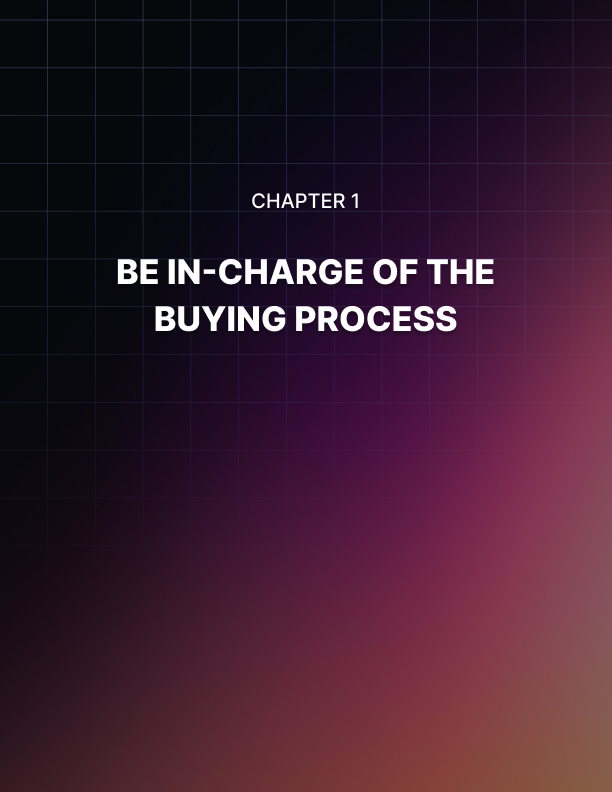 CHAPTER 1
BE IN-CHARGE OF THE
BUYING PROCESS